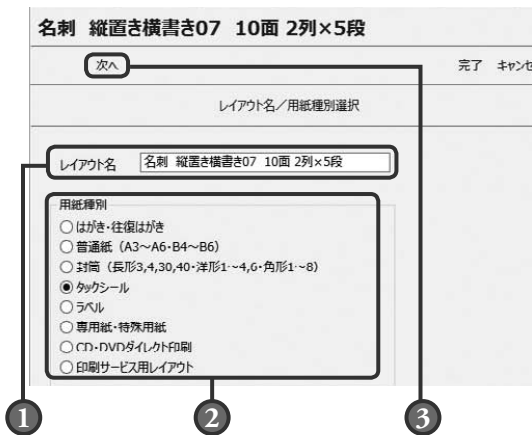 名刺 縦置き横書き07 10面 2列×5段
次へ 完了 キャンセ
レイアウト名／用紙種別選択
レイアウト名 名刺 縦置き横書き07 10面 2列×5段
用紙種別
はがき・往復はがき
普通紙（A3～A6・B4～B6）
封筒（長形3,4,30,40・洋形1～4,6・角形1～8）
タックシール
ラベル
専用紙・特殊用紙
CD・DVDダイレクト印刷
印刷サービス用レイアウト
1 2 3